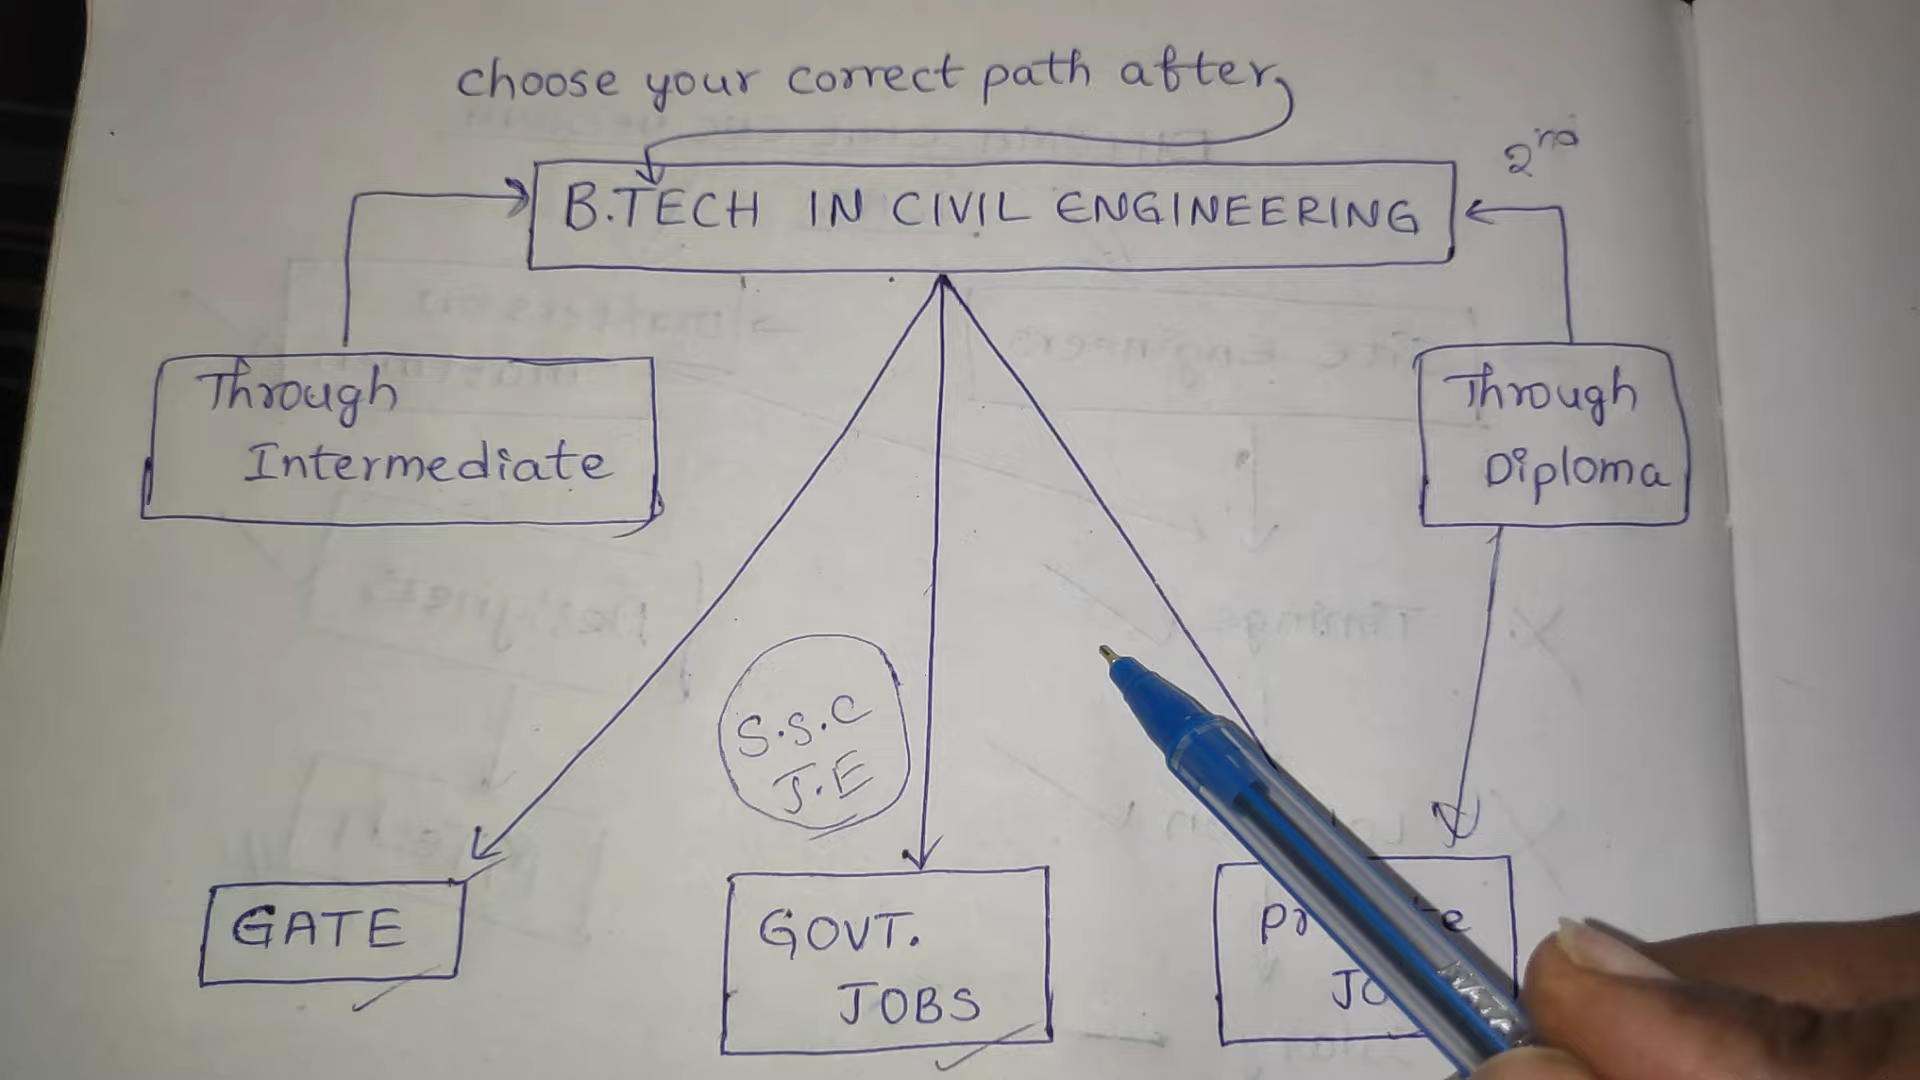 choose your correct path after
2nd
B.TECH IN CIVIL ENGINEERING
Through
Intermediate
Through
Diploma
S.S.C
J.E
GATE
GOVT.
JOBS